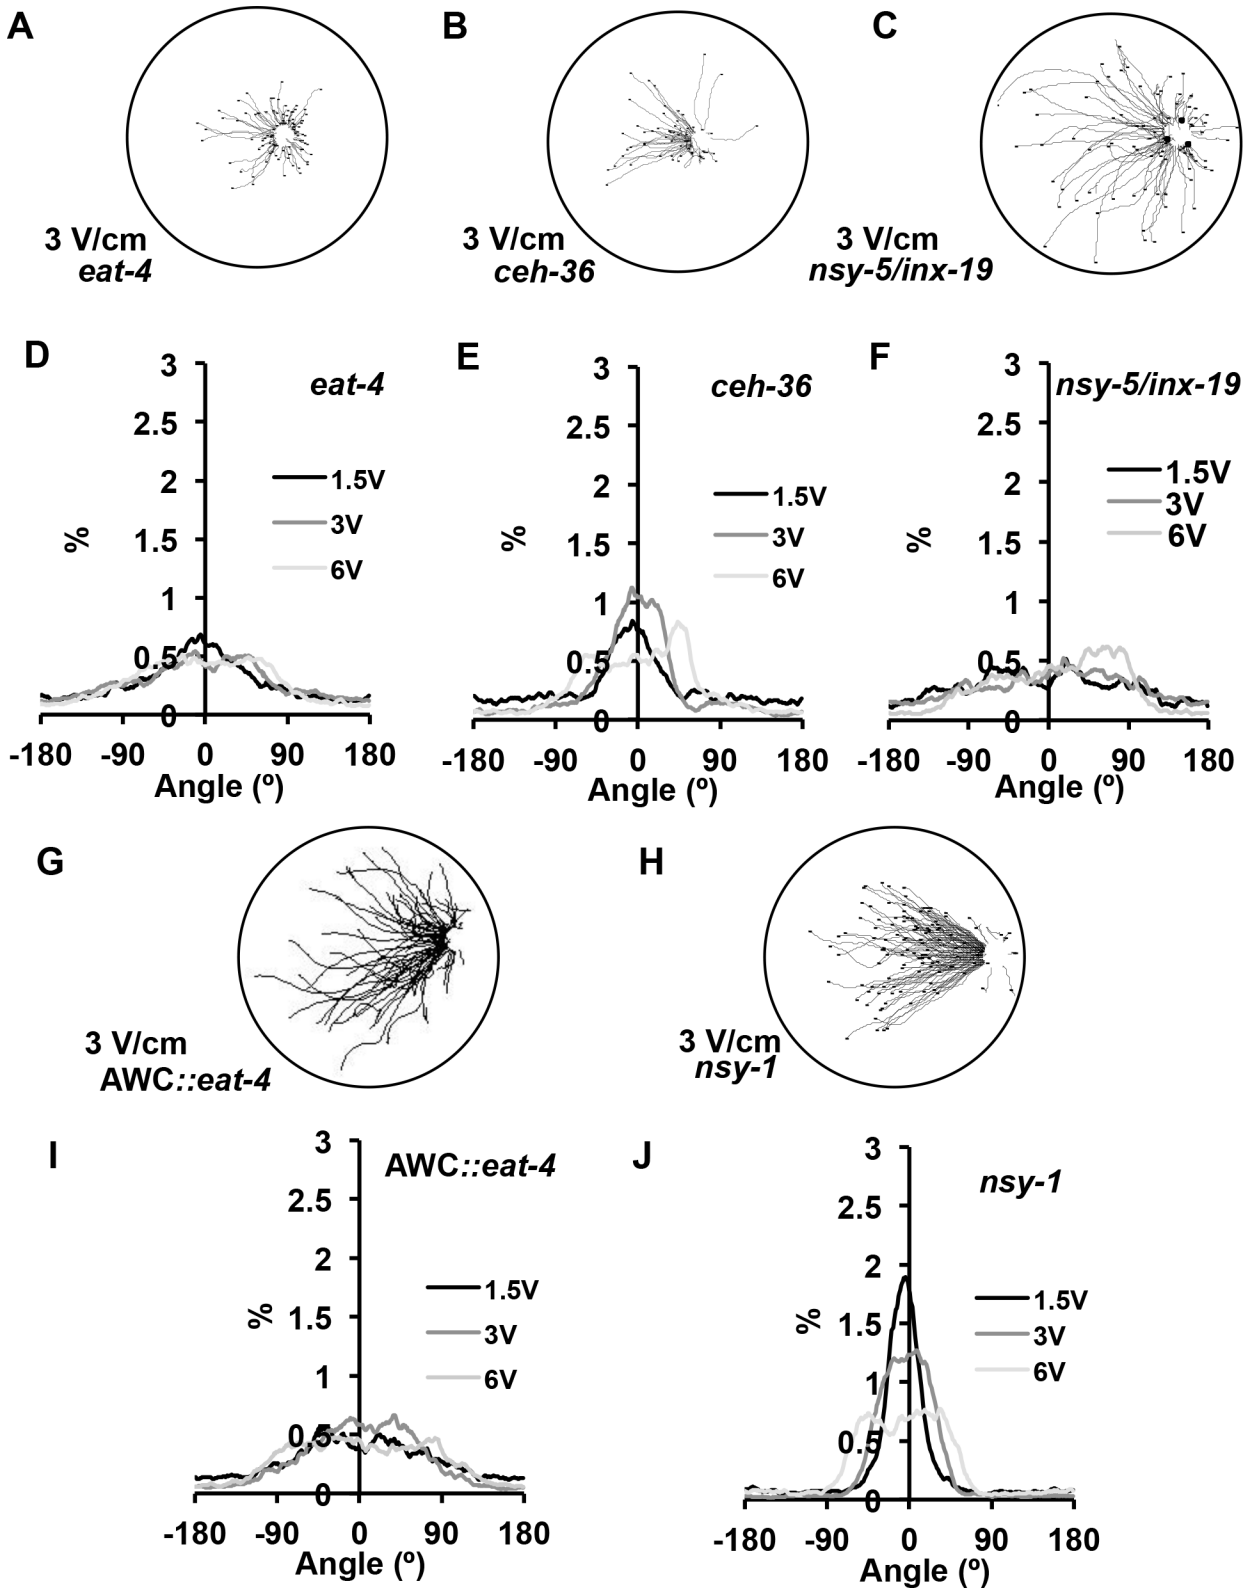 A
B
C
3 V/cm
eat-4
3 V/cm
ceh-36
3 V/cm
nsy-5/inx-19
D
eat-4
3
2.5
2
1.5
1
0.5
0
%
1.5V
3V
6V
-180 -90 0 90 180
Angle (º)
E
ceh-36
3
2.5
2
1.5
1
0.5
0
%
1.5V
3V
6V
-180 -90 0 90 180
Angle (º)
F
nsy-5/inx-19
3
2.5
2
1.5
1
0.5
0
%
1.5V
3V
6V
-180 -90 0 90 180
Angle (º)
G
3 V/cm
AWC::eat-4
H
3 V/cm
nsy-1
I
AWC::eat-4
3
2.5
2
1.5
1
0.5
0
%
1.5V
3V
6V
-180 -90 0 90 180
Angle (º)
J
nsy-1
3
2.5
2
1.5
1
0.5
0
%
1.5V
3V
6V
-180 -90 0 90 180
Angle (º)